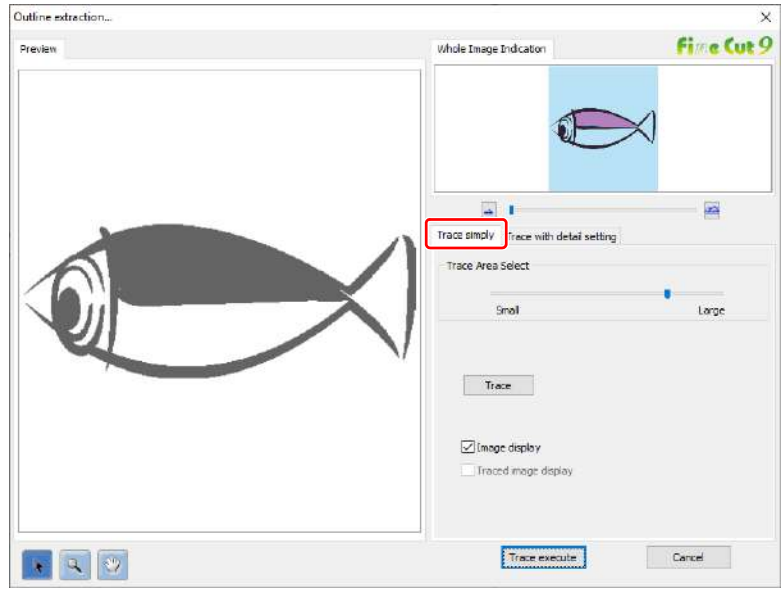 Outline extraction...
Preview
Whole Image Indication
Fine Cut 9
Trace simply
Trace with detail setting
Trace Area Select
Small
Large
Trace
Image display
Traced image display
Trace execute
Cancel